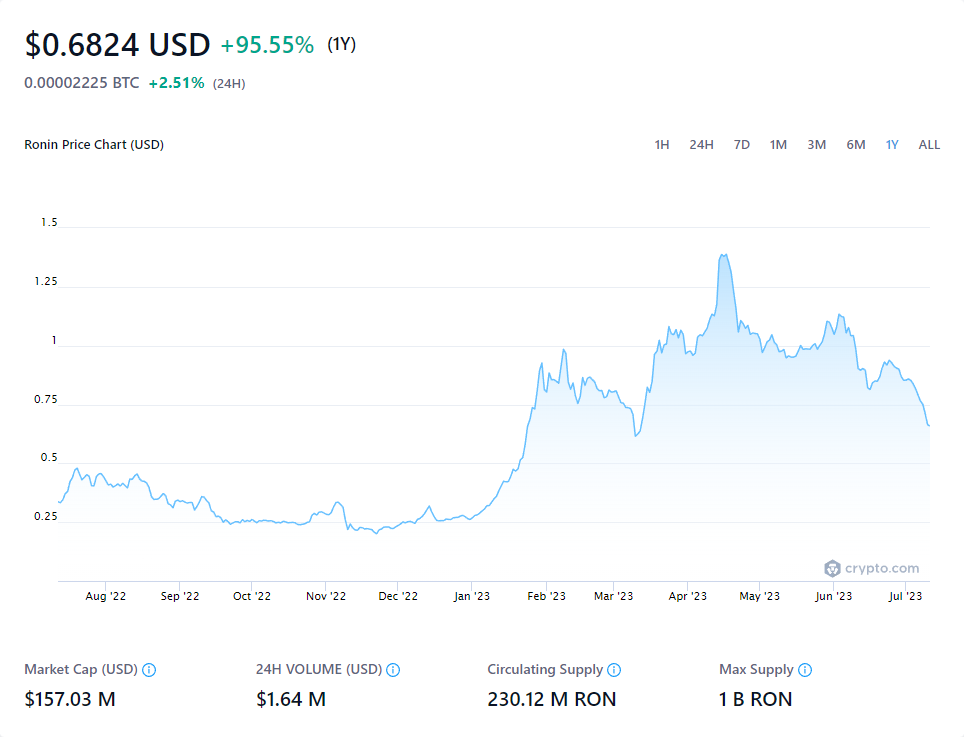 $0.6824 USD +95.55% (1Y)
0.00002225 BTC +2.51% (24H)
Ronin Price Chart (USD) 1H 24H 7D 1M 3M 6M 1Y ALL
1.5
1.25
1
0.75
0.5
0.25
crypto.com
Aug '22 Sep '22 Oct '22 Nov '22 Dec '22 Jan '23 Feb '23 Mar '23 Apr '23 May '23 Jun '23 Jul '23
Market Cap (USD) 24H VOLUME (USD) Circulating Supply Max Supply
$157.03 M $1.64 M 230.12 M RON 1 B RON